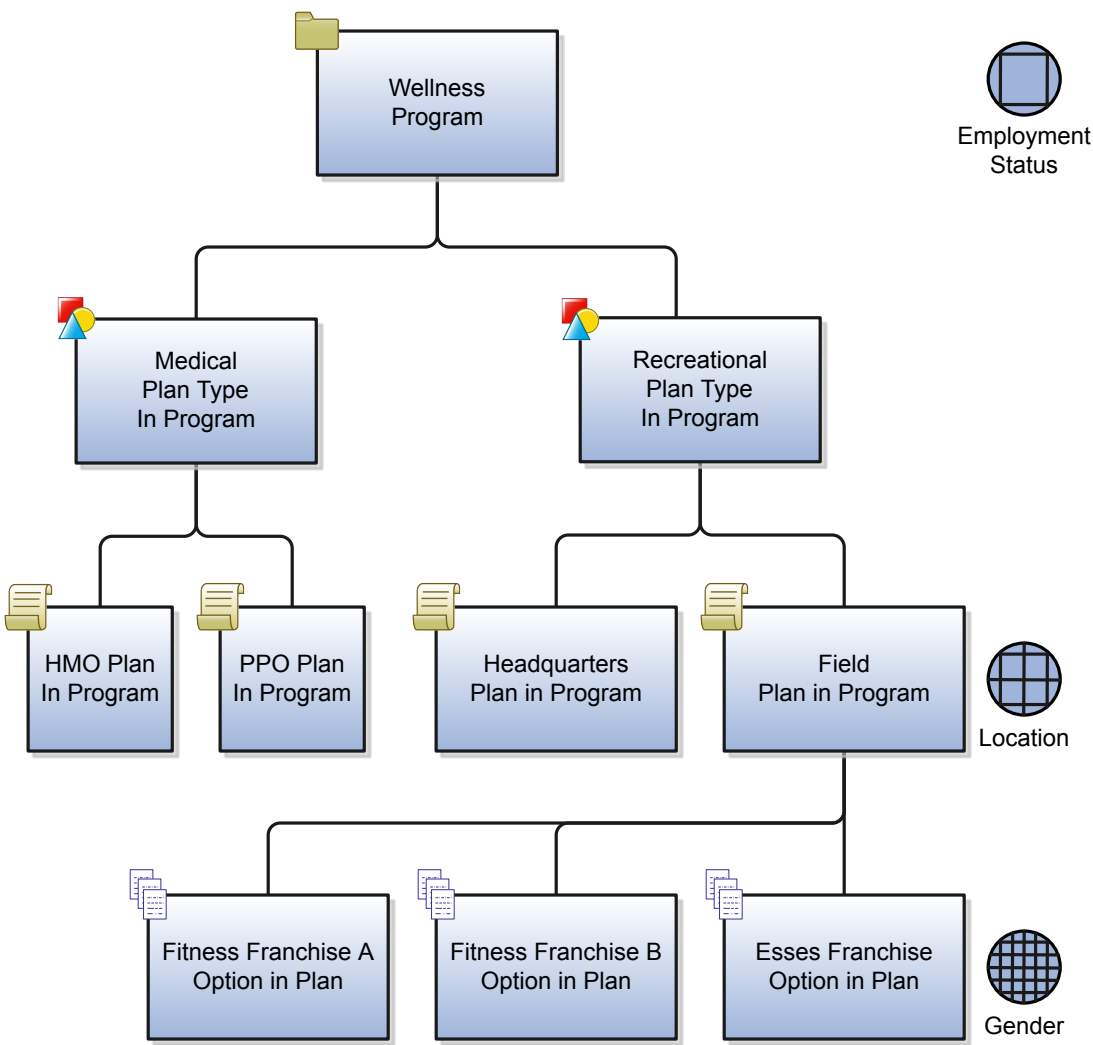 Wellness
Program
Employment
Status
Medical
Plan Type
In Program
Recreational
Plan Type
In Program
HMO Plan
In Program
PPO Plan
In Program
Headquarters
Plan in Program
Field
Plan in Program
Location
Fitness Franchise A
Option in Plan
Fitness Franchise B
Option in Plan
Esses Franchise
Option in Plan
Gender